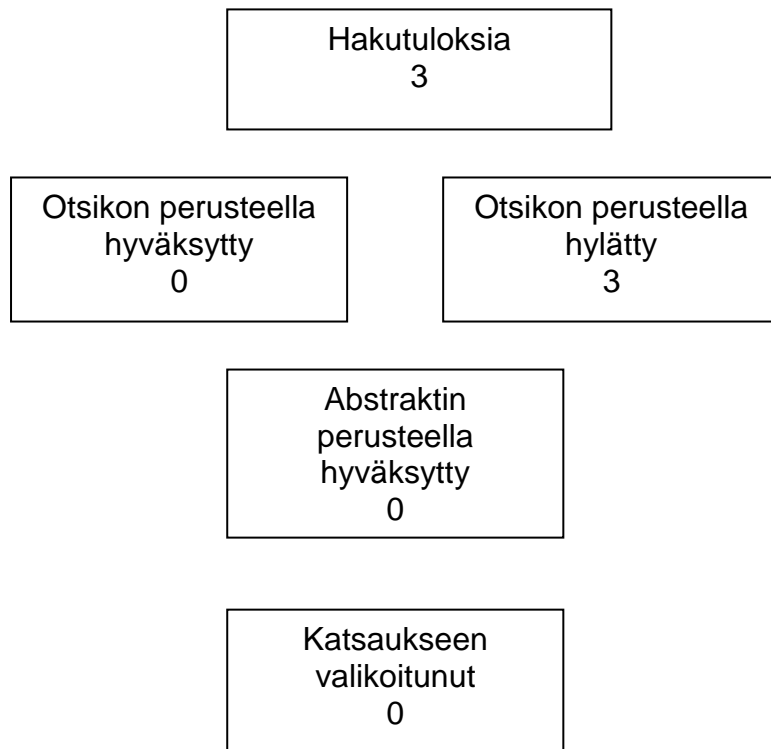 Hakutuloksia
3
Otsikon perusteella
hyväksytty
0
Otsikon perusteella
hylätty
3
Abstraktin
perusteella
hyväksytty
0
Katsaukseen
valikoitunut
0